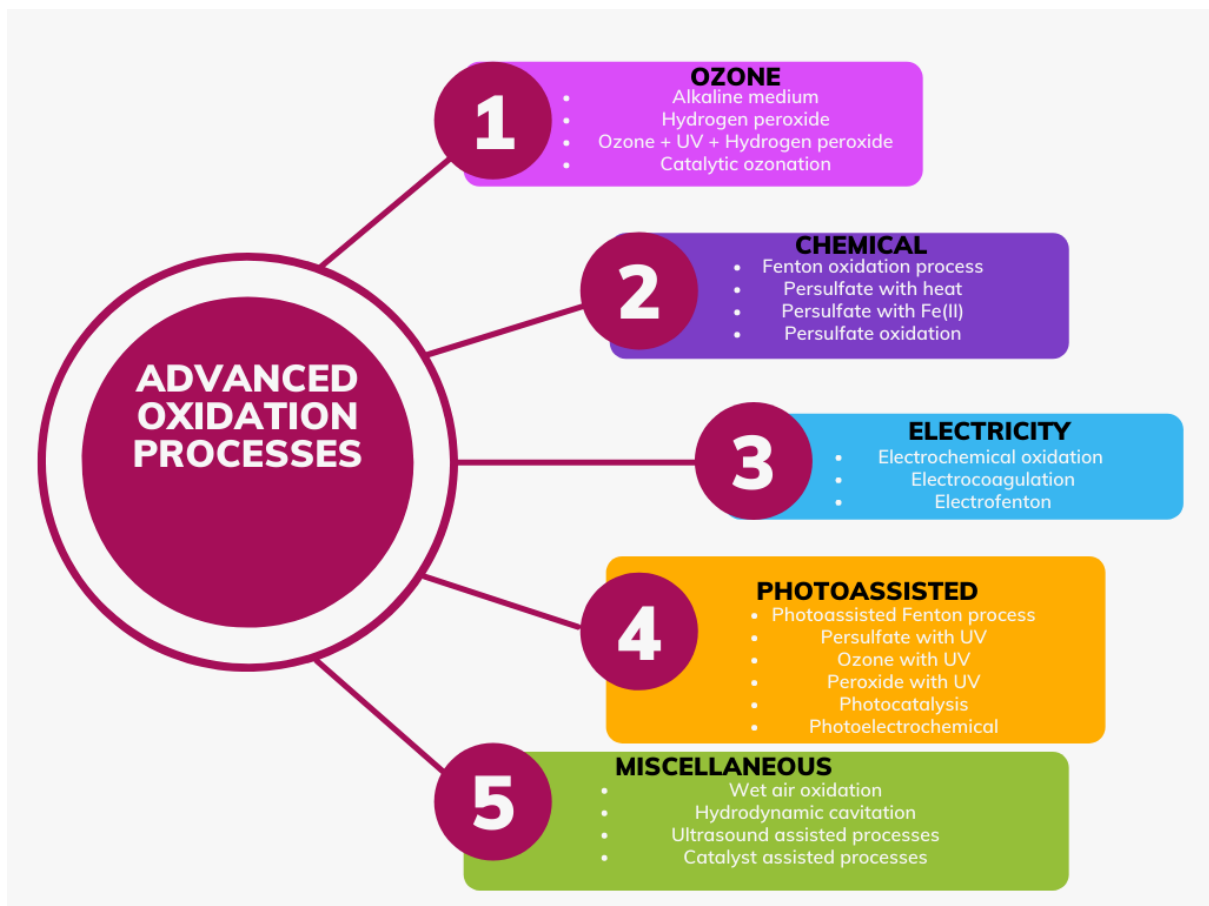 ADVANCED
OXIDATION
PROCESSES
1
OZONE
• Alkaline medium
• Hydrogen peroxide
• Ozone + UV + Hydrogen peroxide
• Catalytic ozonation
2
CHEMICAL
• Fenton oxidation process
• Persulfate with heat
• Persulfate with Fe(II)
• Persulfate oxidation
3
ELECTRICITY
• Electrochemical oxidation
• Electrocoagulation
• Electrofenton
4
PHOTOASSISTED
• Photoassisted Fenton process
• Persulfate with UV
• Ozone with UV
• Peroxide with UV
• Photocatalysis
• Photoelectrochemical
5
MISCELLANEOUS
• Wet air oxidation
• Hydrodynamic cavitation
• Ultrasound assisted processes
• Catalyst assisted processes